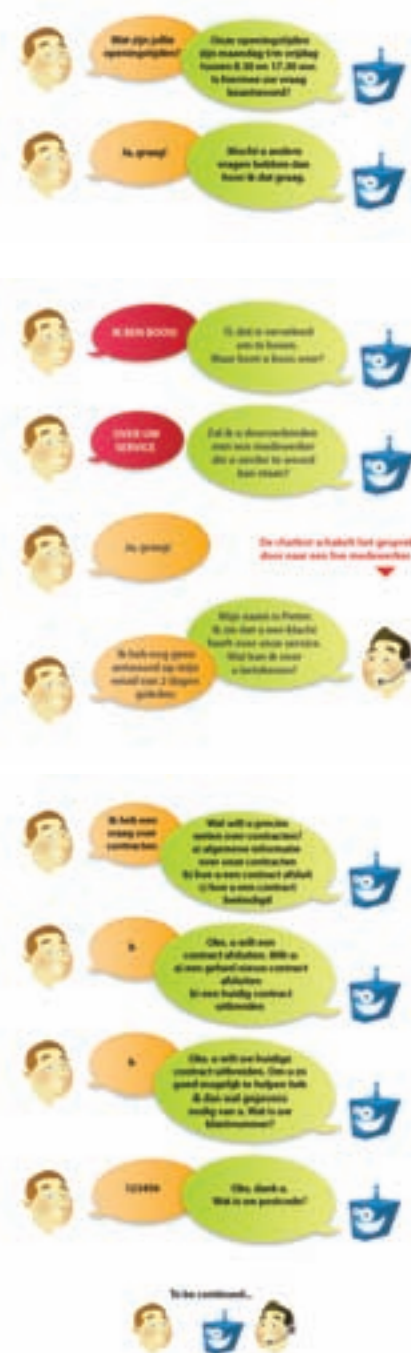 Wat zijn jullie
openingstijden?
Onze openingstijden
zijn maandag t/m vrijdag
tussen 8.30 en 17.30 uur.
Is hiermee uw vraag
beantwoord?
Ja, graag!
Mocht u andere
vragen hebben dan
hoor ik dat graag.
IK BEN BOOS!
dat is vervelend
om te horen.
Waar bent u boos over?
OVER UW
SERVICE
Zal ik u doorverbinden
met een medewerker
die u verder te woord
kan staan?
Ja, graag!
De chatbot schakelt het gesprek
door naar een live medewerker
Mijn naam is Pieter.
Ik zie dat u een klacht
heeft over onze service.
Wat kan ik voor
u betekenen?
Ik heb nog geen
antwoord op mijn
email van 2 dagen
geleden.
Ik heb een
vraag over
contracten
Wat wilt u precies
weten over contracten?
a) algemene informatie
over onze contracten
b) hoe u een contract afsluit
c) hoe u een contract
beëindigd
b
Oke, u wilt een
contract afsluiten. Wilt u
a) een geheel nieuw contract
afsluiten
b) een huidig contract
uitbreiden
b
Oke, u wilt uw huidige
contract uitbreiden. Om u zo
goed mogelijk te helpen heb
ik dan wat gegevens
nodig van u. Wat is uw
klantnummer?
123456
Oke, dank u.
Wat is uw postcode?
To be continued...